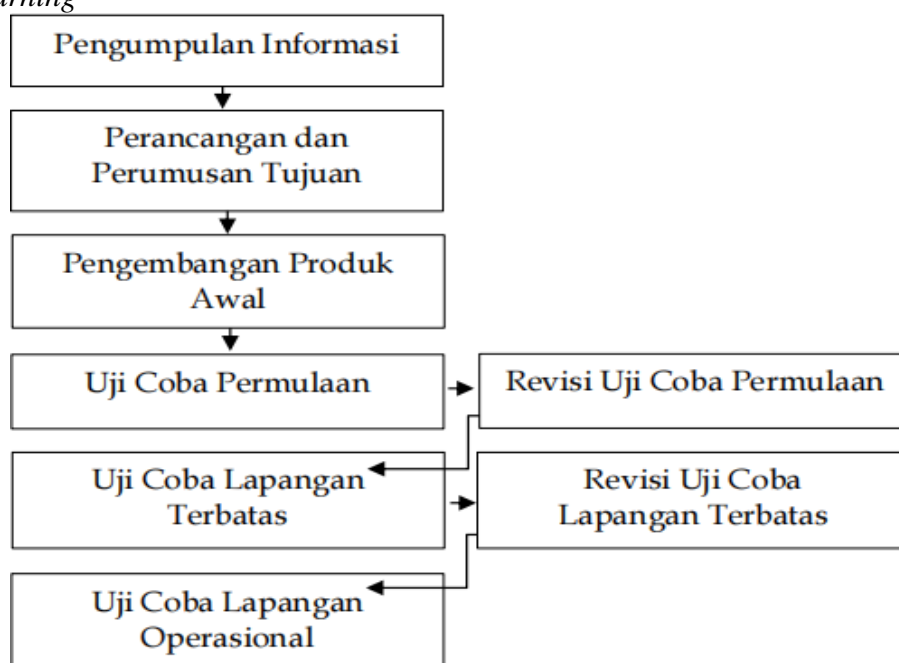 Pengumpulan Informasi
Perancangan dan
Perumusan Tujuan
Pengembangan Produk
Awal
Uji Coba Permulaan
Revisi Uji Coba Permulaan
Uji Coba Lapangan
Terbatas
Revisi Uji Coba
Lapangan Terbatas
Uji Coba Lapangan
Operasional